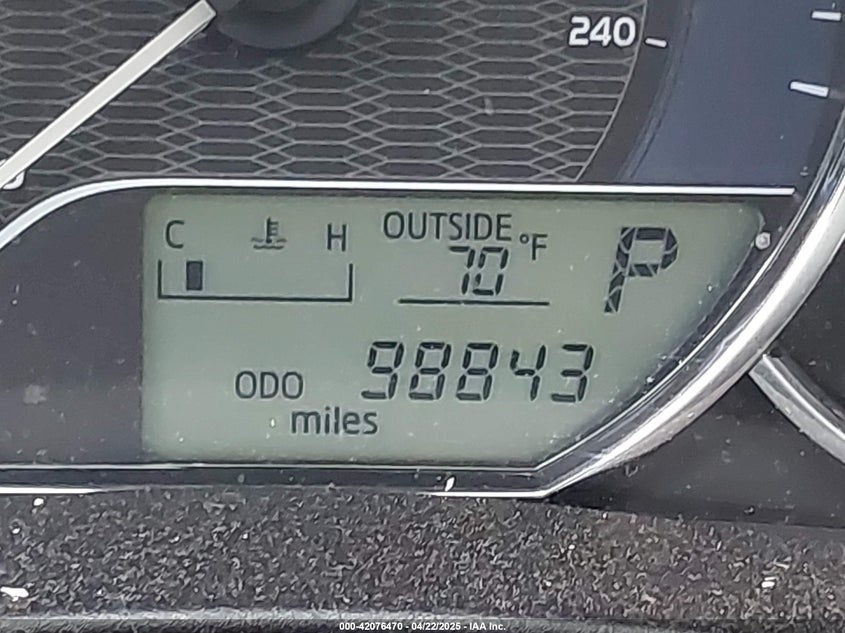 240
C H OUTSIDE °F P
70
ODO 98843
miles
000-42076470 - 04/22/2025 - IAA Inc.